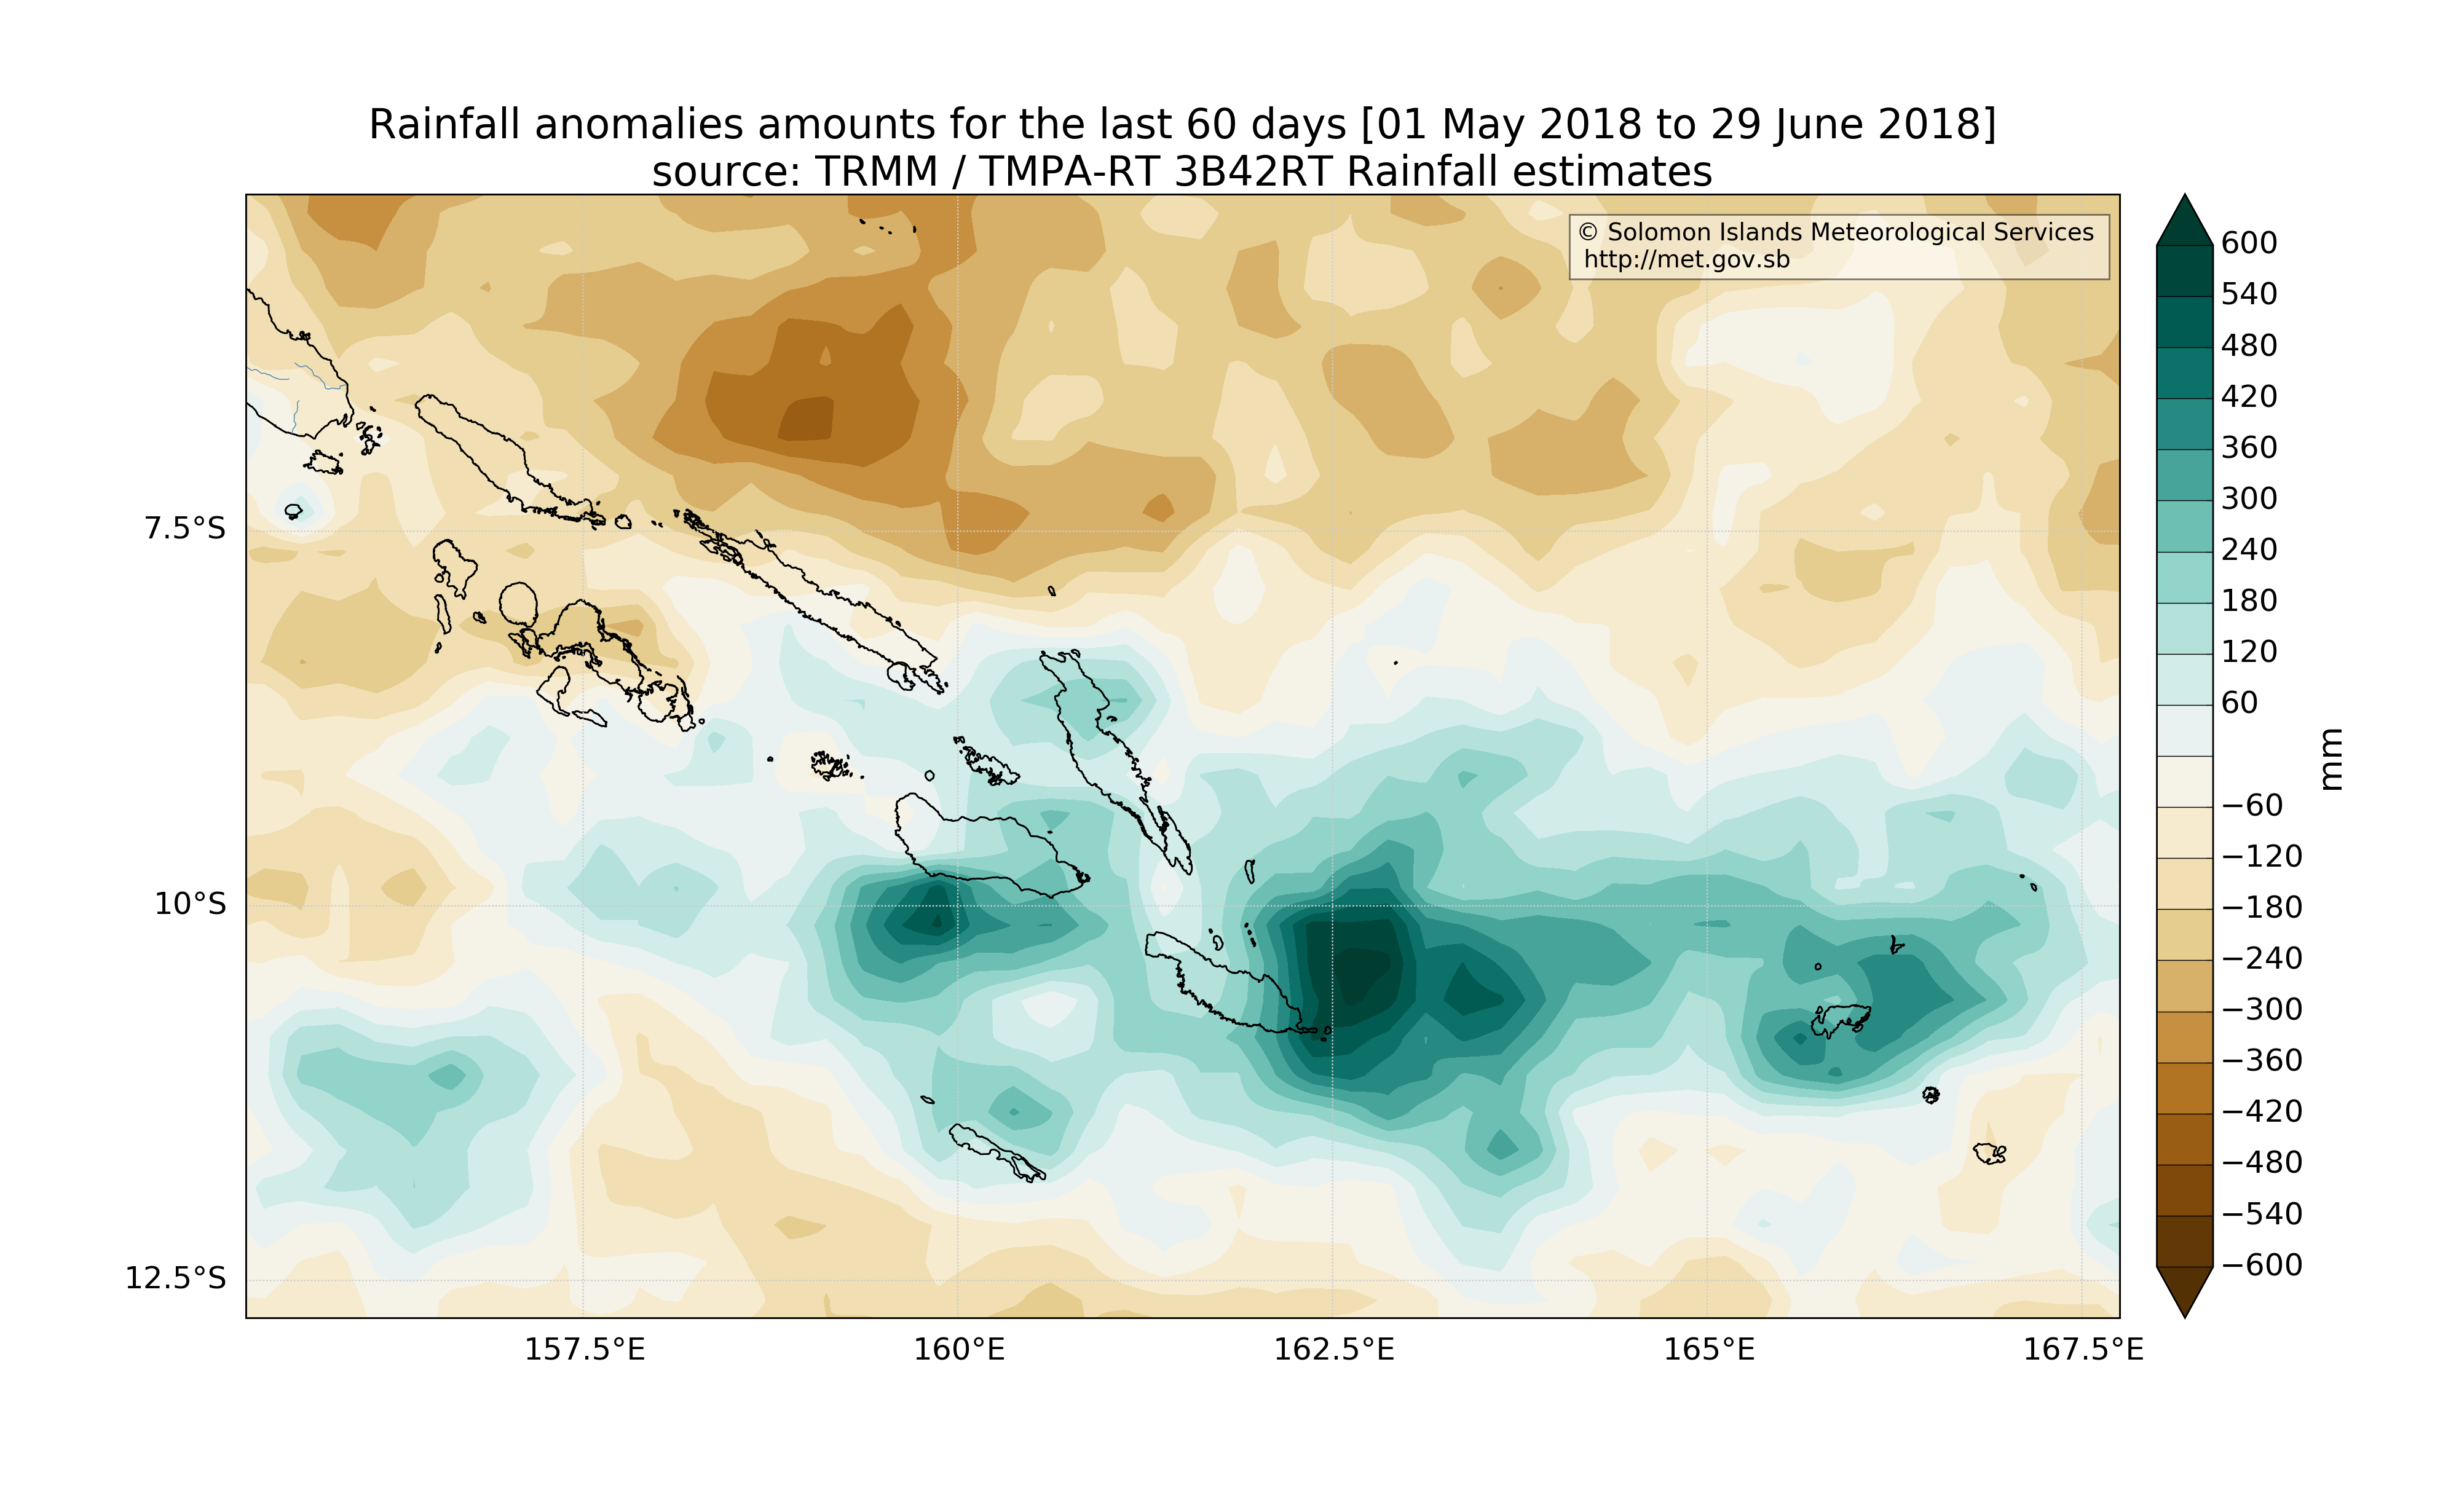 Rainfall anomalies amounts for the last 60 days [01 May 2018 to 29 June 2018]
source: TRMM / TMPA-RT 3B42RT Rainfall estimates
© Solomon Islands Meteorological Services
http://met.gov.sb
7.5°S
10°S
12.5°S
157.5°E
160°E
162.5°E
165°E
167.5°E
600
540
480
420
360
300
240
180
120
60
−60
−120
−180
−240
−300
−360
−420
−480
−540
−600
mm